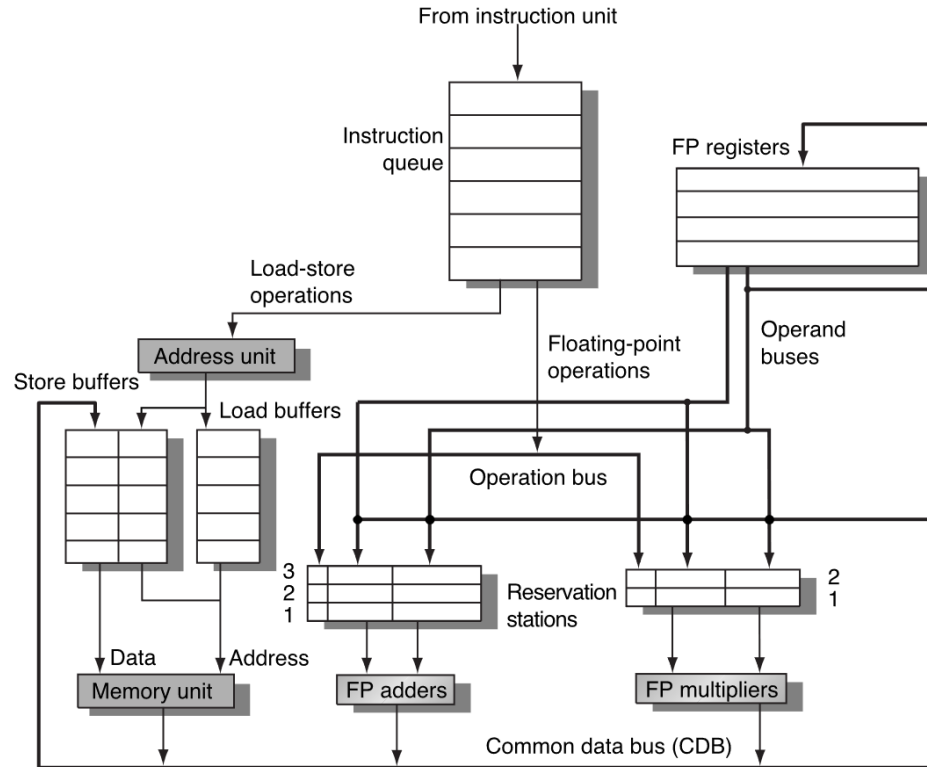 From instruction unit
Instruction
queue
FP registers
Load-store
operations
Address unit
Floating-point
operations
Operand
buses
Store buffers
Load buffers
Operation bus
3
2
1
Reservation
stations
2
1
Data
Address
Memory unit
FP adders
FP multipliers
Common data bus (CDB)